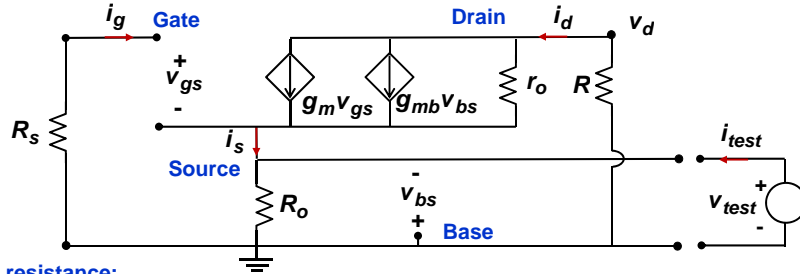 i_g
Gate
Drain
i_d
v_d
+
v_gs
-
g_m v_gs
g_mb v_bs
r_o
R
R_s
i_s
Source
R_o
-
v_bs
+
Base
i_test
+
v_test
-
resistance: